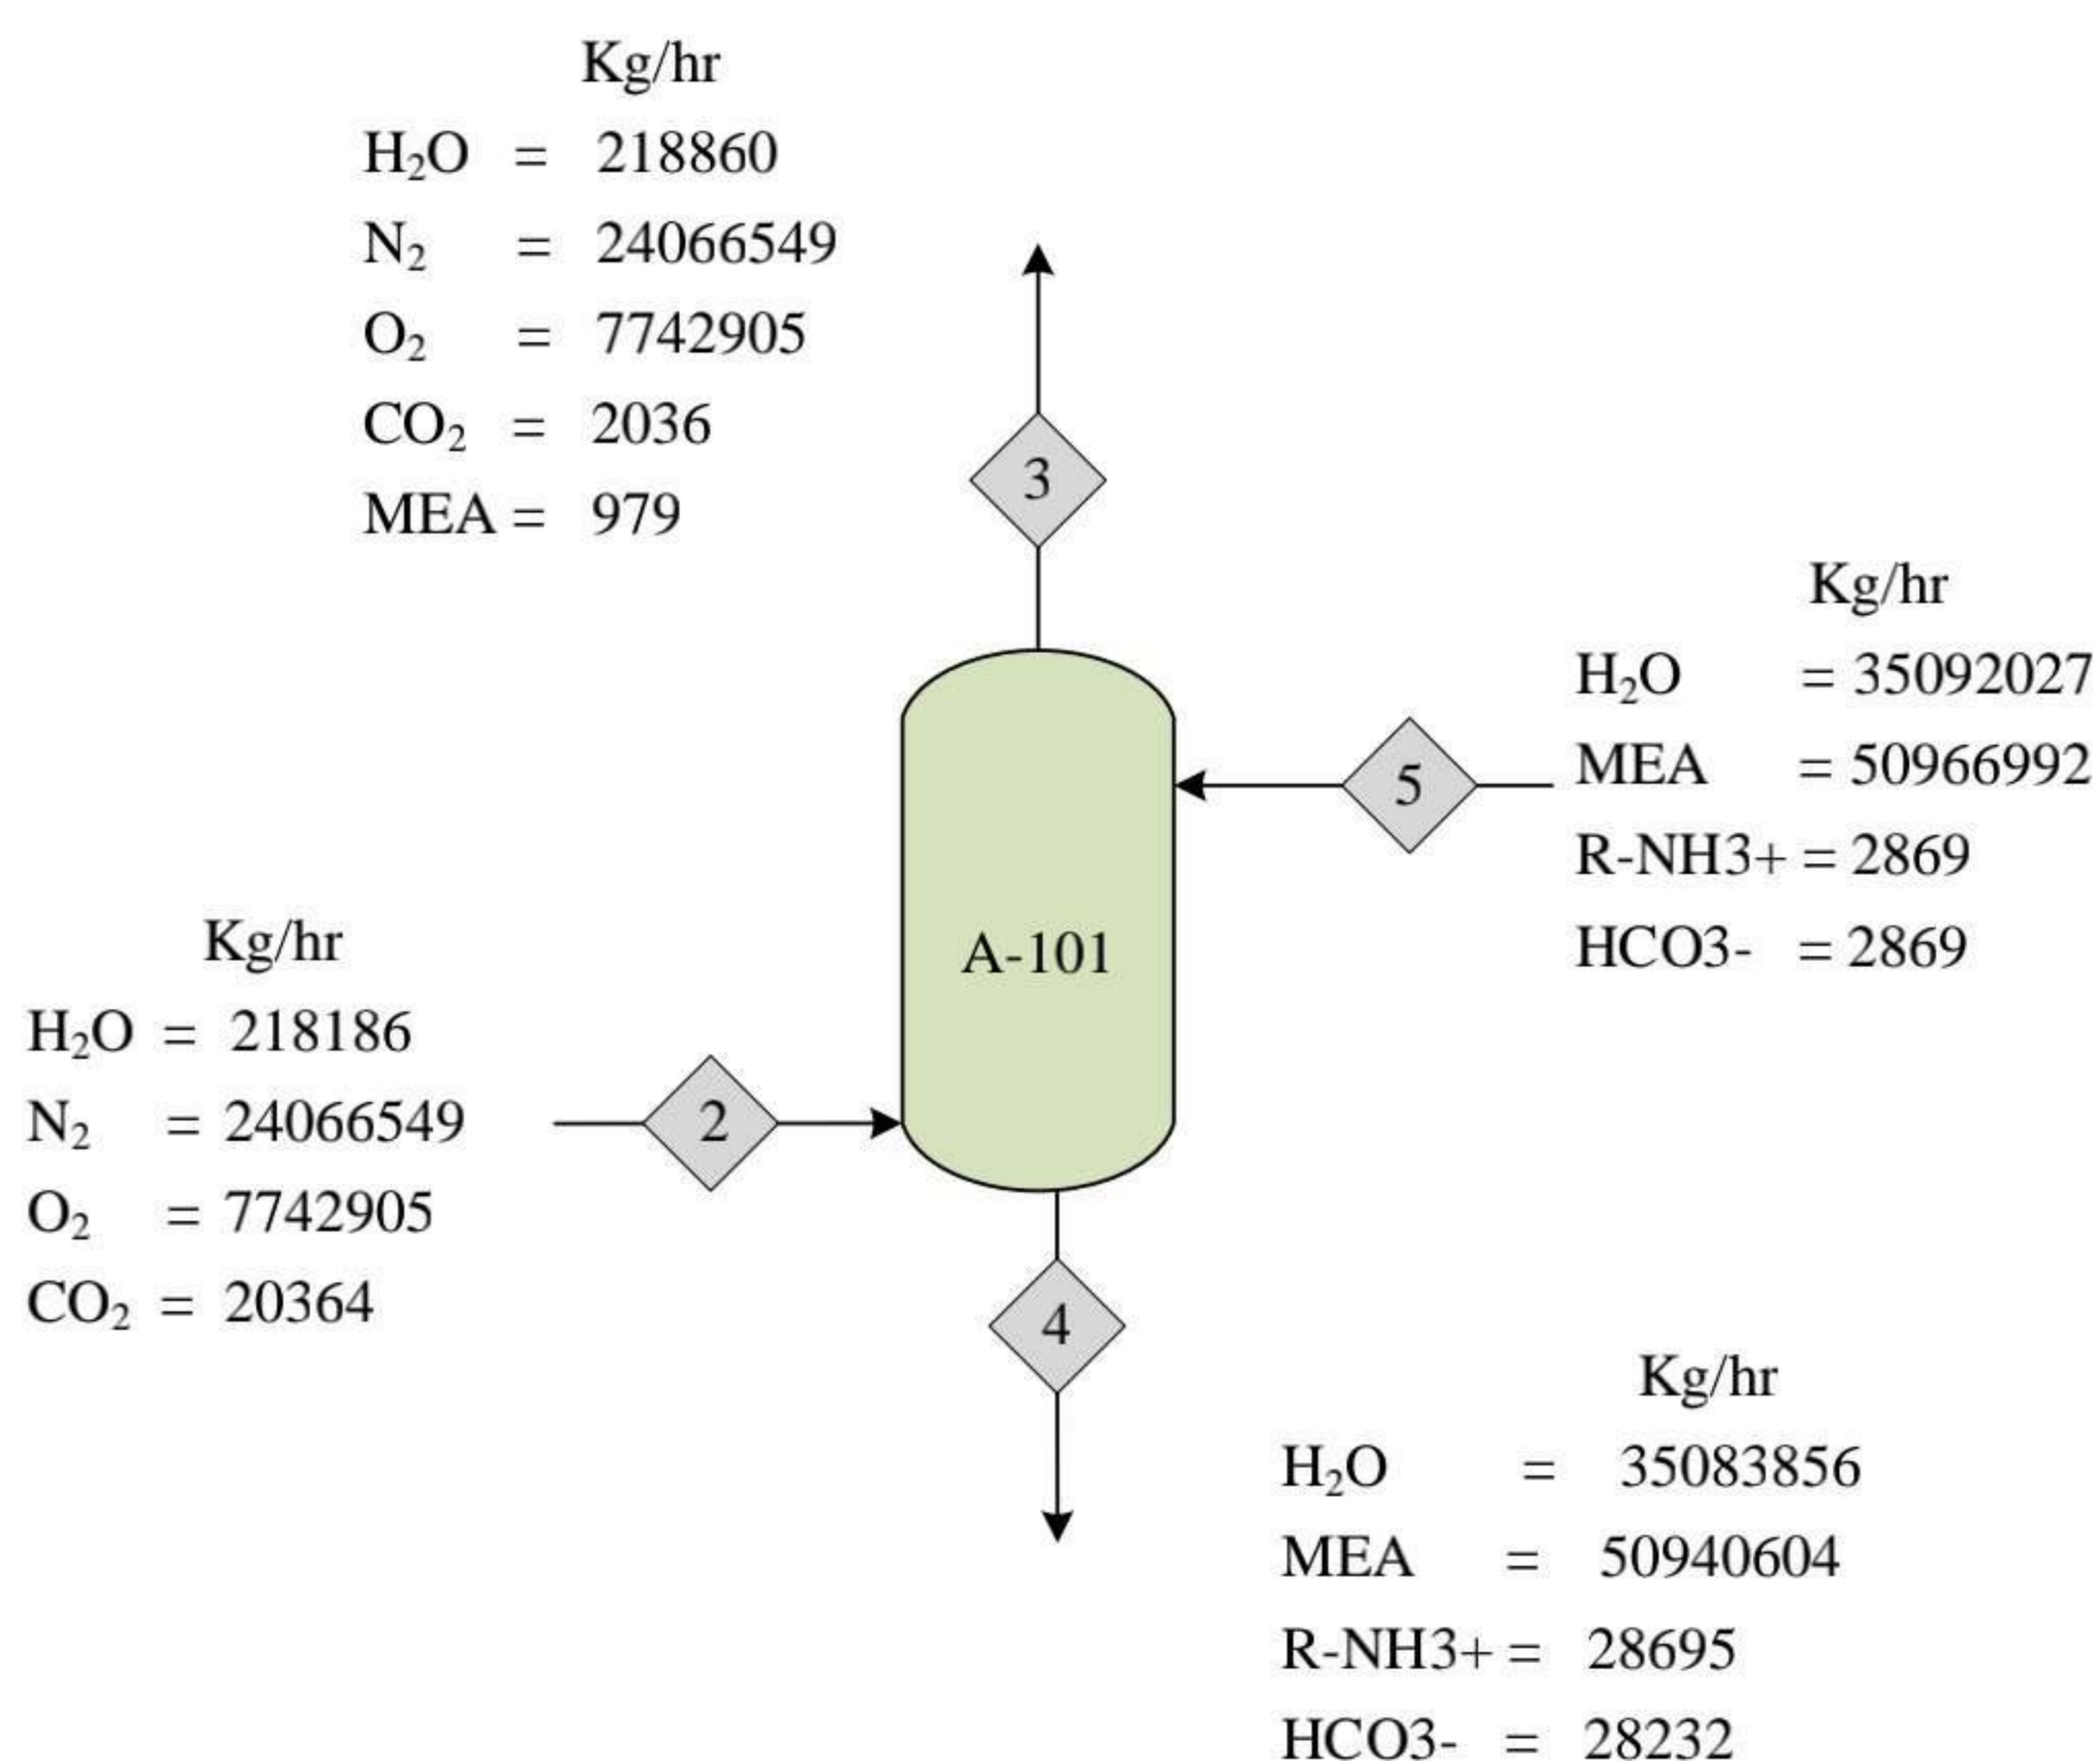 Kg/hr
H₂O = 218860
N₂ = 24066549
O₂ = 7742905
CO₂ = 2036
MEA = 979
3
Kg/hr
H₂O = 35092027
MEA = 50966992
R-NH3+ = 2869
HCO3- = 2869
5
A-101
Kg/hr
H₂O = 218186
N₂ = 24066549
O₂ = 7742905
CO₂ = 20364
2
4
Kg/hr
H₂O = 35083856
MEA = 50940604
R-NH3+ = 28695
HCO3- = 28232